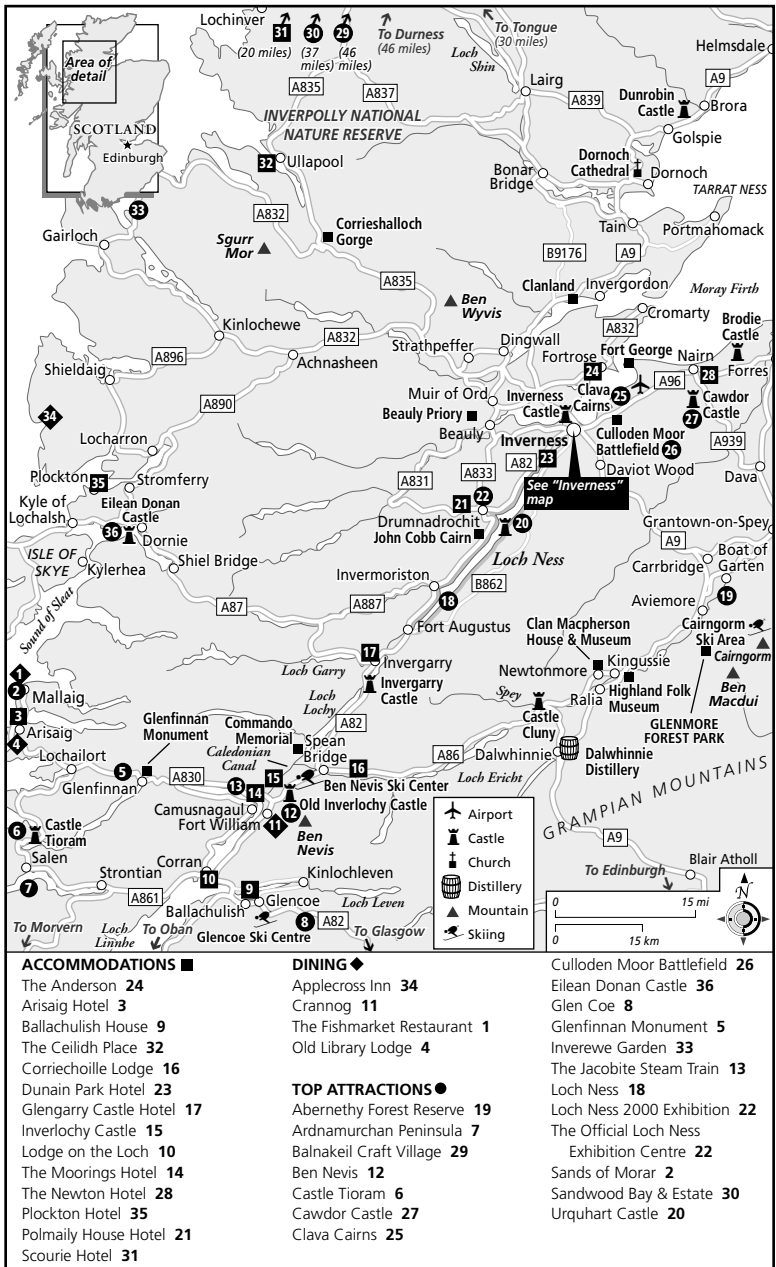 Lochinver
31
30
29
(20 miles)
(37
miles)
(46
miles)
To Durness
(46 miles)
To Tongue
(30 miles)
Loch
Shin
Helmsdale
Area of
detail
SCOTLAND
Edinburgh
A835
A837
Lairg
A839
Dunrobin
Castle
A9
Brora
Golspie
INVERPOLLY NATIONAL
NATURE RESERVE
32
Ullapool
Bonar
Bridge
Dornoch
Cathedral
Dornoch
TARRAT NESS
33
A832
Corrieshalloch
Gorge
Sgurr
Mor
Gairloch
Tain
Portmahomack
B9176
A9
A835
Ben
Wyvis
Clanland
Invergordon
Moray Firth
Cromarty
Kinlochewe
A832
Achnasheen
A896
Shieldaig
Strathpeffer
Dingwall
A832
Fortrose
Fort George
Brodie
Castle
Nairn
24
28
Forres
A96
Clava
Cairns
25
Muir of Ord
Inverness
Castle
Cawdor
Castle
27
34
A890
Beauly Priory
Beauly
Inverness
Culloden Moor
Battlefield
26
A939
Locharron
23
A82
Daviot Wood
Dava
Plockton
35
Stromferry
A831
A833
See "Inverness"
map
Kyle of
Lochalsh
Eilean Donan
Castle
36
Dornie
21
22
Drumnadrochit
20
John Cobb Cairn
Grantown-on-Spey
ISLE OF
SKYE
Kylerhea
Shiel Bridge
Loch Ness
A9
Carrbridge
Boat of
Garten
Invermoriston
B862
19
Sound of Sleat
A87
A887
18
Aviemore
Fort Augustus
Clan Macpherson
House & Museum
Cairngorm
Ski Area
Cairngorm
17
Invergarry
Loch Garry
Invergarry
Castle
Newtonmore
Kingussie
Ben
Macdui
1
2
Mallaig
Loch
Lochy
Spey
Ralia
Highland Folk
Museum
3
Arisaig
4
Glenfinnan
Monument
Commando
Memorial
A82
Castle
Cluny
GLENMORE
FOREST PARK
Caledonian
Canal
Spean
Bridge
A86
Dalwhinnie
Dalwhinnie
Distillery
Lochailort
5
Glenfinnan
A830
13
15
16
Loch Ericht
14
Ben Nevis Ski Center
Camusnagaul
12
Old Inverlochy Castle
Fort William
11
Ben
Nevis
GRAMPIAN MOUNTAINS
6
Castle
Tioram
Salen
7
A9
Corran
Strontian
10
Kinlochleven
To Edinburgh
Blair Atholl
A861
9
Glencoe
Ballachulish
Loch Leven
8
A82
To Morvern
Loch
Linnhe
To Oban
Glencoe Ski Centre
To Glasgow
Airport
Castle
Church
Distillery
Mountain
Skiing
0
15 mi
0
15 km
N
ACCOMMODATIONS
The Anderson 24
Arisaig Hotel 3
Ballachulish House 9
The Ceilidh Place 32
Corriechoille Lodge 16
Dunain Park Hotel 23
Glengarry Castle Hotel 17
Inverlochy Castle 15
Lodge on the Loch 10
The Moorings Hotel 14
The Newton Hotel 28
Plockton Hotel 35
Polmaily House Hotel 21
Scourie Hotel 31
DINING
Applecross Inn 34
Crannog 11
The Fishmarket Restaurant 1
Old Library Lodge 4
TOP ATTRACTIONS
Abernethy Forest Reserve 19
Ardnamurchan Peninsula 7
Balnakeil Craft Village 29
Ben Nevis 12
Castle Tioram 6
Cawdor Castle 27
Clava Cairns 25
Culloden Moor Battlefield 26
Eilean Donan Castle 36
Glen Coe 8
Glenfinnan Monument 5
Inverewe Garden 33
The Jacobite Steam Train 13
Loch Ness 18
Loch Ness 2000 Exhibition 22
The Official Loch Ness
Exhibition Centre 22
Sands of Morar 2
Sandwood Bay & Estate 30
Urquhart Castle 20